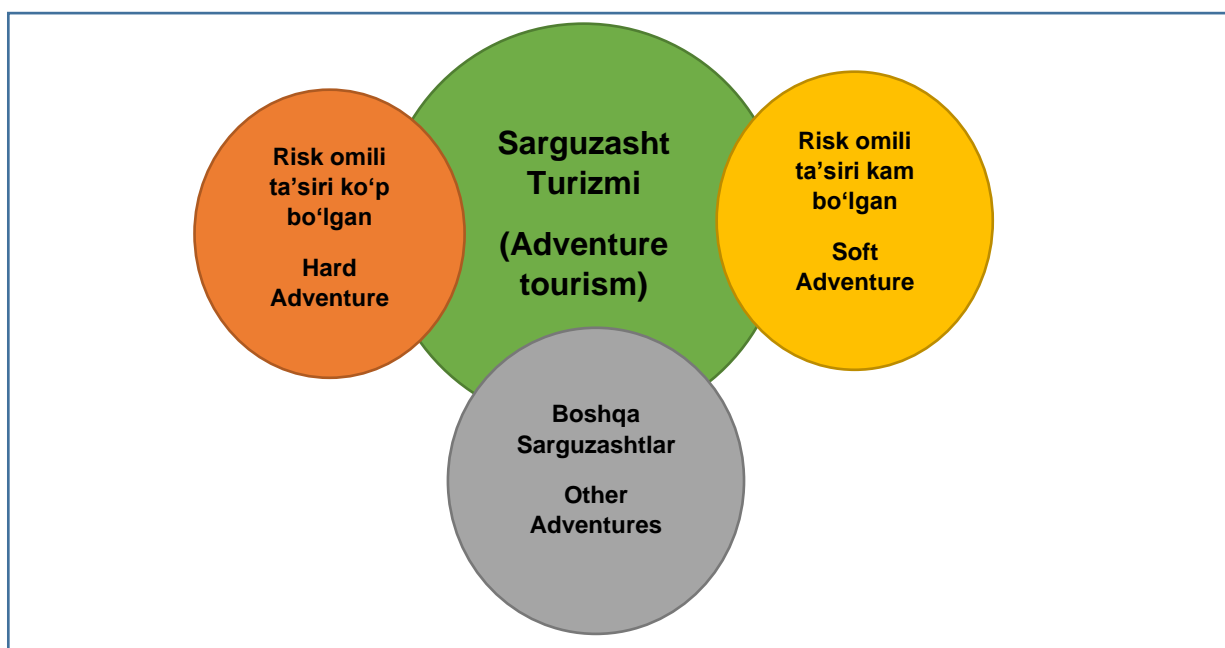 Sarguzasht
Turizmi
(Adventure
tourism)
Risk omili
ta’siri ko‘p
bo‘lgan
Hard
Adventure
Risk omili
ta’siri kam
bo‘lgan
Soft
Adventure
Boshqa
Sarguzashtlar
Other
Adventures